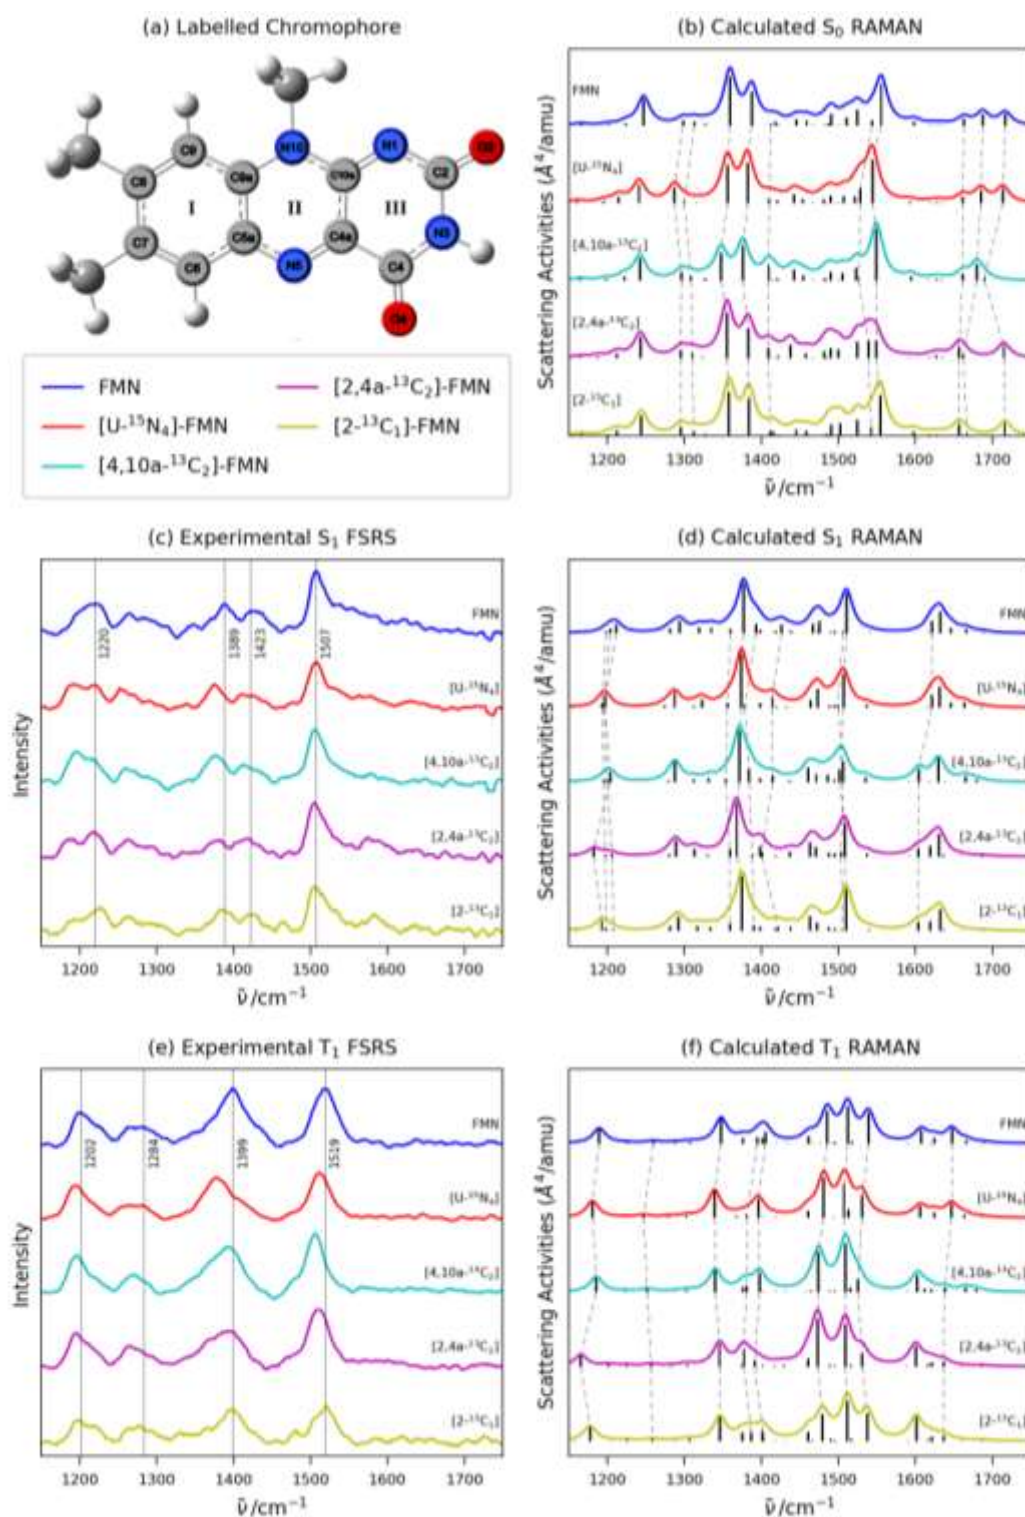 (a) Labelled Chromophore
N10
N1
O2
C9
C8
C9a
C10a
C2
I
II
III
C7
C5a
C4a
N3
C6
N5
C4
O4
FMN
[U-¹⁵N₄]-FMN
[4,10a-¹³C₂]-FMN
[2,4a-¹³C₂]-FMN
[2-¹³C₁]-FMN
(b) Calculated S₀ RAMAN
Scattering Activities (Å⁴/amu)
FMN
[U-¹⁵N₄]
[4,10a-¹³C₂]
[2,4a-¹³C₂]
[2-¹³C₁]
1200 1300 1400 1500 1600 1700
ṽ/cm⁻¹
(c) Experimental S₁ FSRS
Intensity
FMN
1220
1389
1423
1507
[U-¹⁵N₄]
[4,10a-¹³C₂]
[2,4a-¹³C₂]
[2-¹³C₁]
1200 1300 1400 1500 1600 1700
ṽ/cm⁻¹
(d) Calculated S₁ RAMAN
Scattering Activities (Å⁴/amu)
FMN
[U-¹⁵N₄]
[4,10a-¹³C₂]
[2,4a-¹³C₂]
[2-¹³C₁]
1200 1300 1400 1500 1600 1700
ṽ/cm⁻¹
(e) Experimental T₁ FSRS
Intensity
FMN
1202
1284
1399
1519
[U-¹⁵N₄]
[4,10a-¹³C₂]
[2,4a-¹³C₂]
[2-¹³C₁]
1200 1300 1400 1500 1600 1700
ṽ/cm⁻¹
(f) Calculated T₁ RAMAN
Scattering Activities (Å⁴/amu)
FMN
[U-¹⁵N₄]
[4,10a-¹³C₂]
[2,4a-¹³C₂]
[2-¹³C₁]
1200 1300 1400 1500 1600 1700
ṽ/cm⁻¹